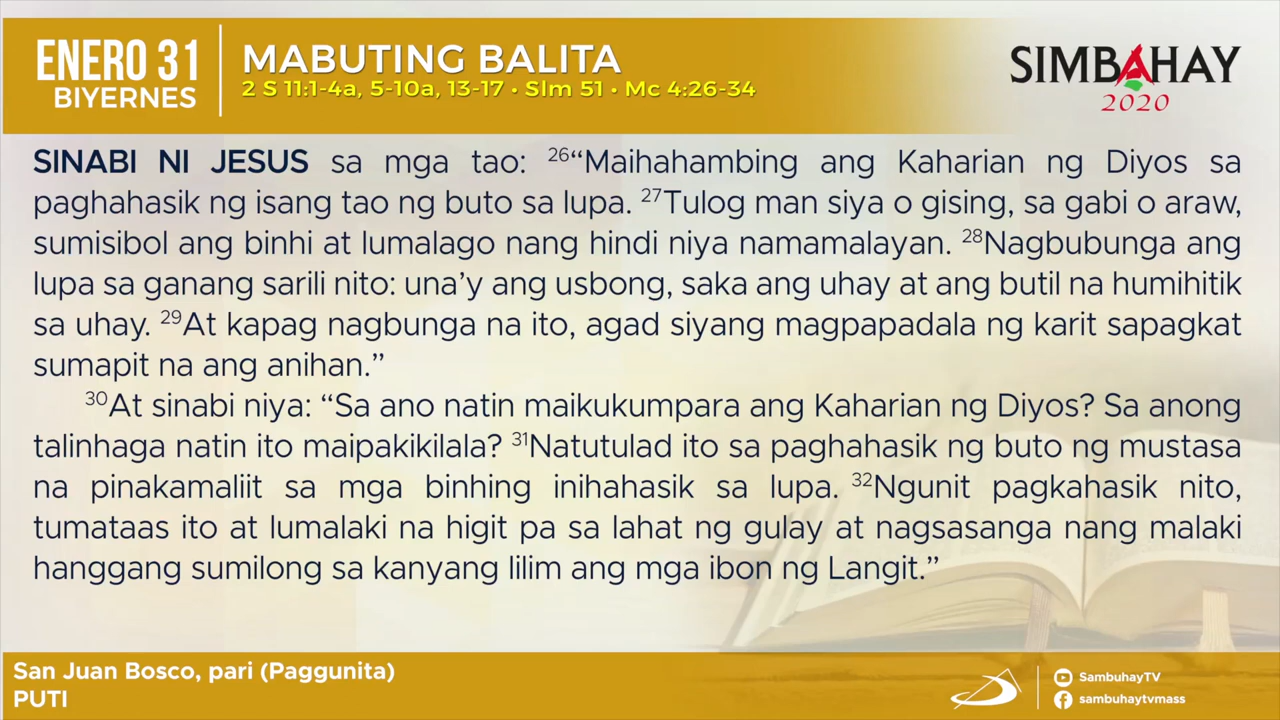 ENERO 31
BIYERNES
MABUTING BALITA
2 S 11:1-4a, 5-10a, 13-17 • Slm 51 • Mc 4:26-34
SIMBAHAY
2020
SINABI NI JESUS sa mga tao: 26“Maihahambing ang Kaharian ng Diyos sa
paghahasik ng isang tao ng buto sa lupa. 27Tulog man siya o gising, sa gabi o araw,
sumisibol ang binhi at lumalago nang hindi niya namamalayan. 28Nagbubunga ang
lupa sa ganang sarili nito: una’y ang usbong, saka ang uhay at ang butil na humihitik
sa uhay. 29At kapag nagbunga na ito, agad siyang magpapadala ng karit sapagkat
sumapit na ang anihan.”
30At sinabi niya: “Sa ano natin maikukumpara ang Kaharian ng Diyos? Sa anong
talinhaga natin ito maipakikilala? 31Natutulad ito sa paghahasik ng buto ng mustasa
na pinakamaliit sa mga binhing inihahasik sa lupa. 32Ngunit pagkahasik nito,
tumataas ito at lumalaki na higit pa sa lahat ng gulay at nagsasanga nang malaki
hanggang sumilong sa kanyang lilim ang mga ibon ng Langit.”
San Juan Bosco, pari (Paggunita)
PUTI
SambuhayTV
sambuhaytvmass